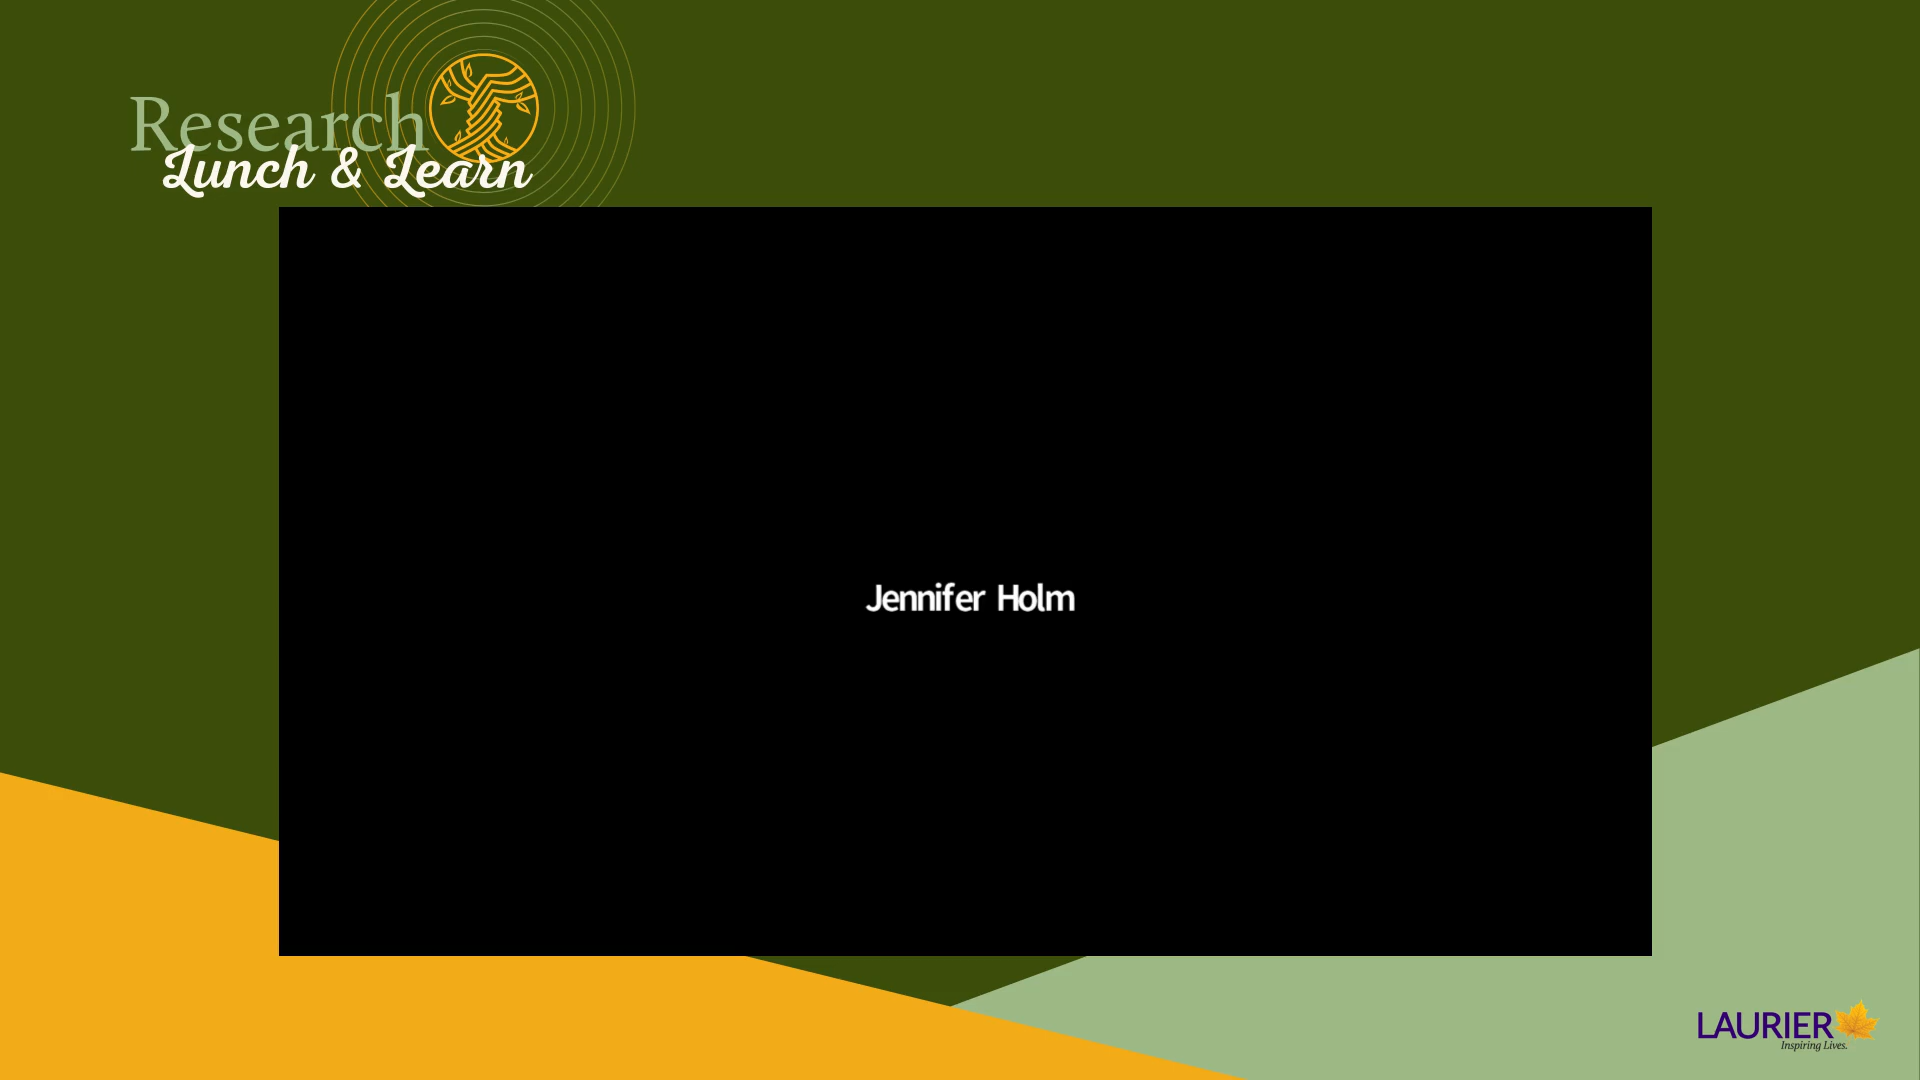 Research
Lunch & Learn
Jennifer Holm
LAURIER
Inspiring Lives.